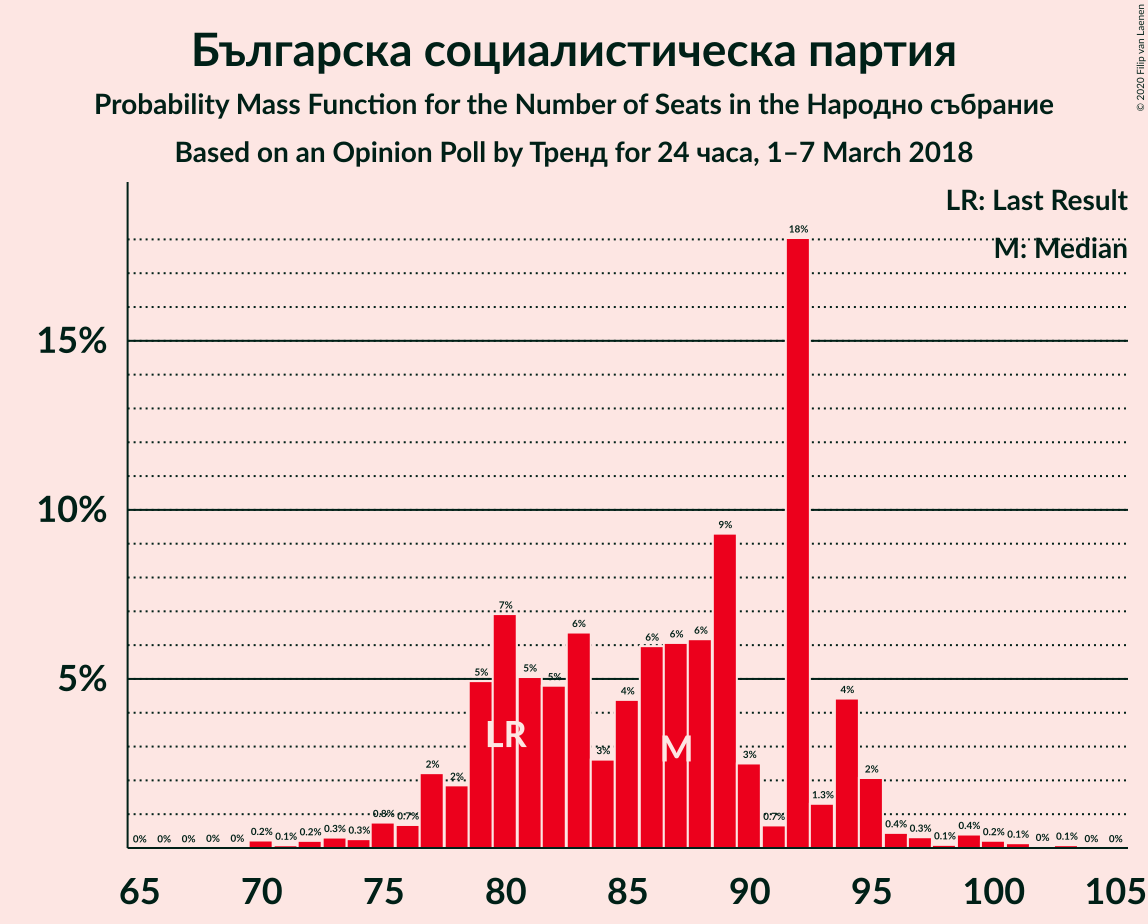 Българска социалистическа партия
Probability Mass Function for the Number of Seats in the Народно събрание
Based on an Opinion Poll by Тренд for 24 часа, 1–7 March 2018
© 2020 Filip van Laenen
LR: Last Result
M: Median
15%
10%
5%
0% 0% 0% 0% 0% 0.2% 0.1% 0.2% 0.3% 0.3% 0.8% 0.7% 2% 2% 5% 7% 5% 5% 6% 3% 4% 6% 6% 6% 9% 3% 0.7% 18% 1.3% 4% 2% 0.4% 0.3% 0.1% 0.4% 0.2% 0.1% 0% 0.1% 0% 0%
LR
M
65 70 75 80 85 90 95 100 105